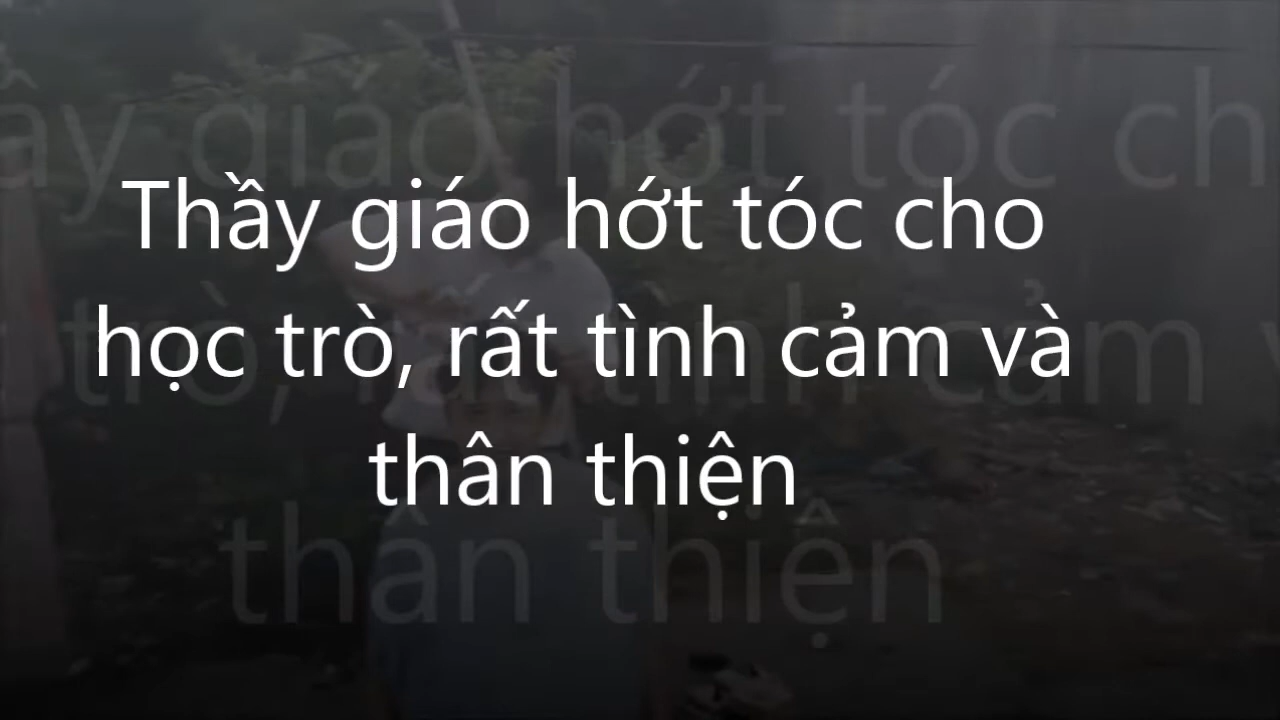 Thầy giáo hớt tóc cho
học trò, rất tình cảm và
thân thiện